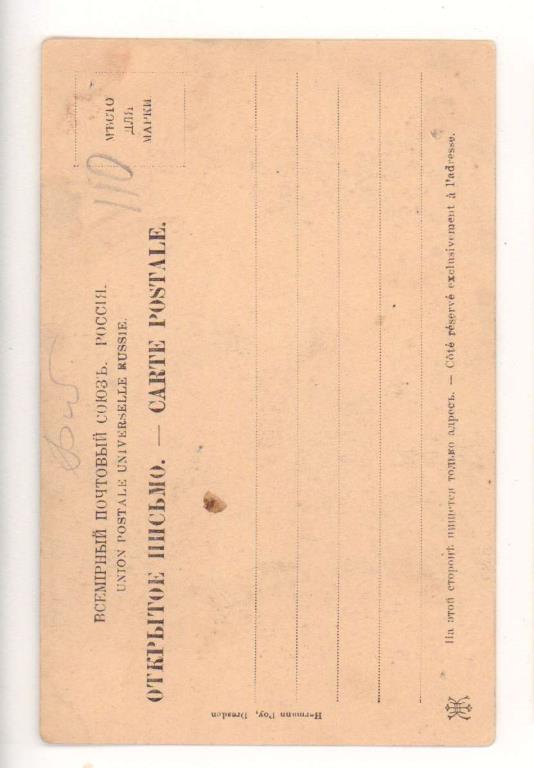 ВСЕМІРНЫЙ ПОЧТОВЫЙ СОЮЗЪ. РОССІЯ.
UNION POSTALE UNIVERSELLE RUSSIE.
ОТКРЫТОЕ ПИСЬМО. — CARTE POSTALE.
МѢСТО
ДЛЯ
МАРКИ
110
На этой сторонѣ пишется только адресъ. — Côté réservé exclusivement à l'adresse.
Hermann Poy, Dresden